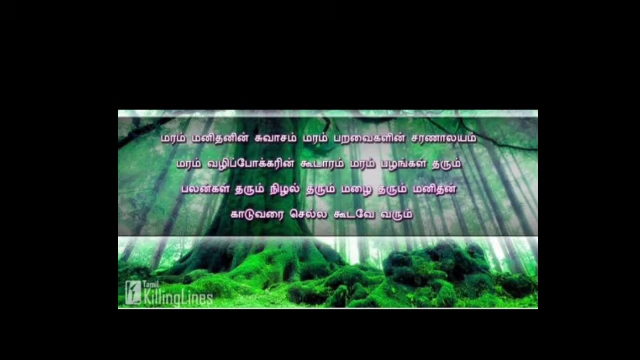 மரம் மனிதனின் சுவாசம் மரம் பறவைகளின் சரணாலயம்
மரம் வழிப்போக்கரின் கூடாரம் மரம் பழங்கள் தரும்
பலன்கள் தரும் நிழல் தரும் மழை தரும் மனிதன்
காடுவரை செல்ல கூடவே வரும்
Tamil
KillingLines